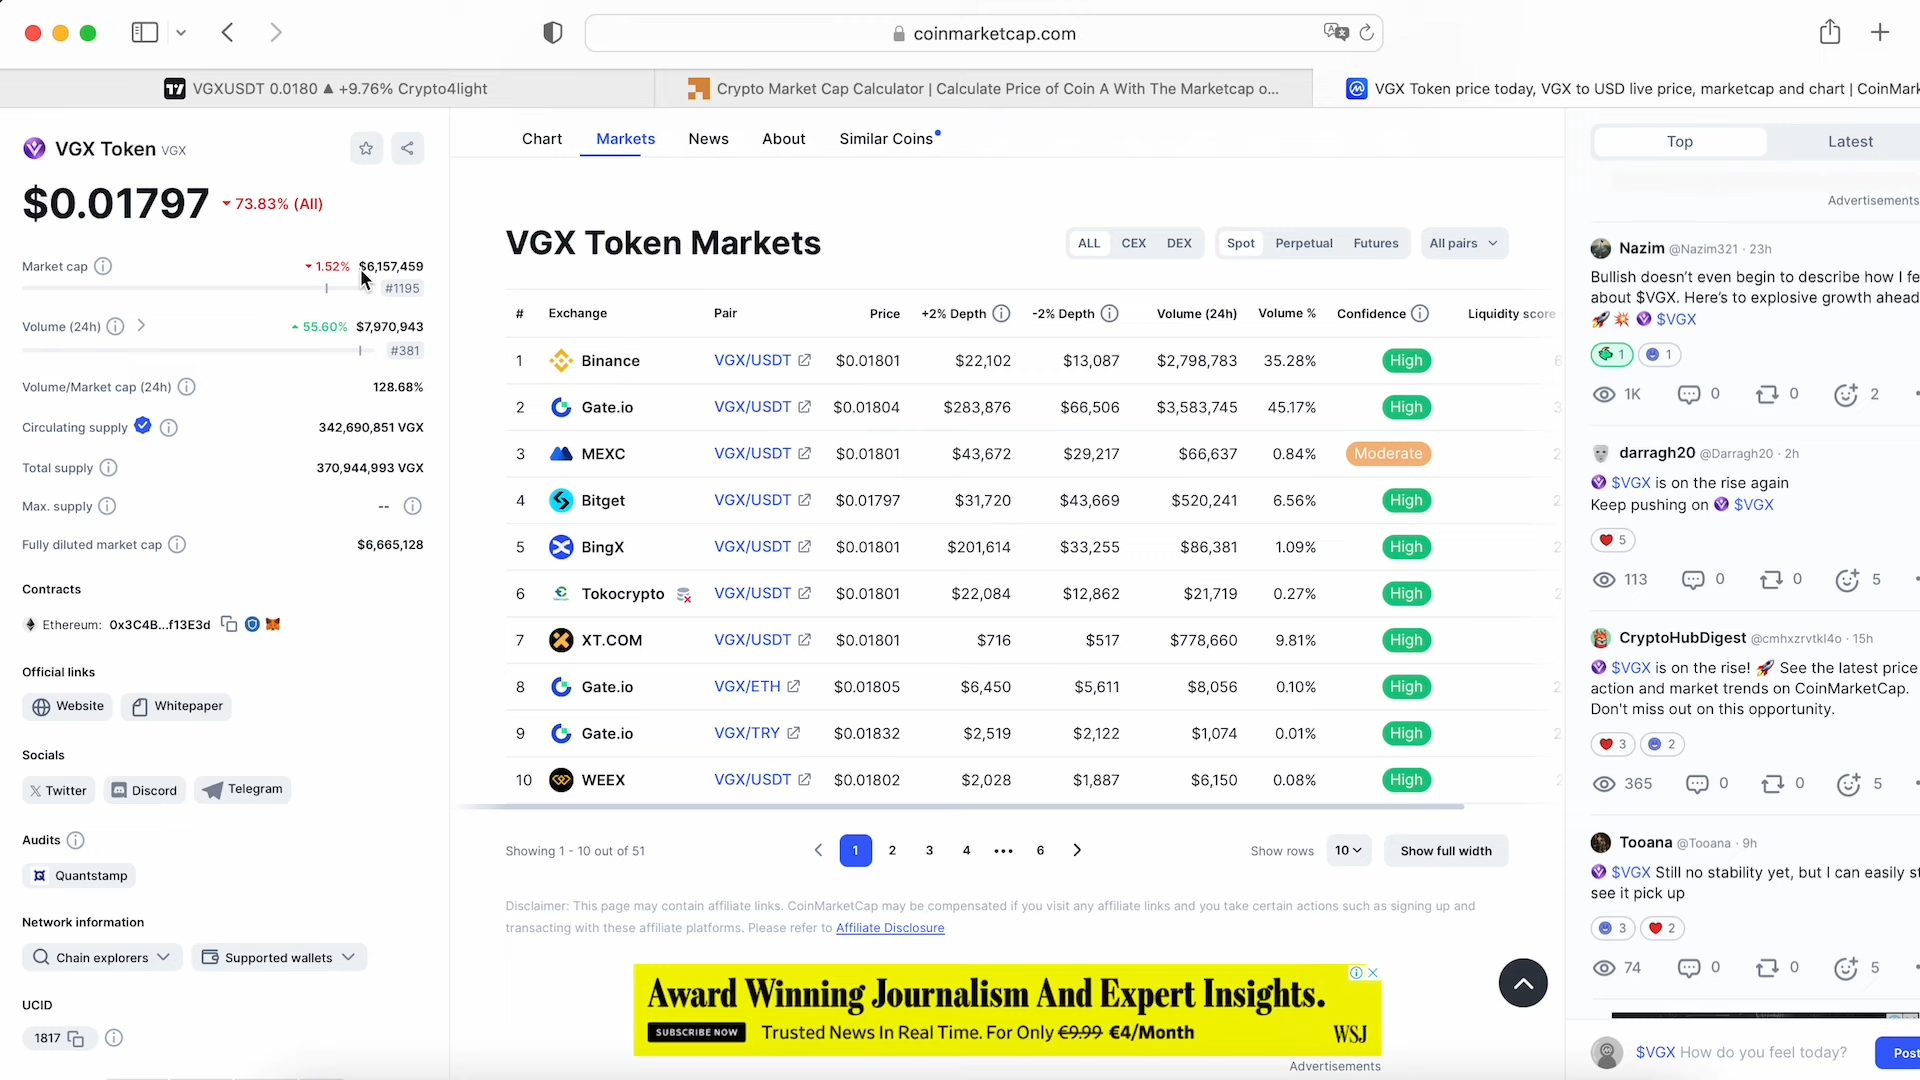 coinmarketcap.com
VGXUSDT 0.0180 ▲ +9.76% Crypto4light
Crypto Market Cap Calculator | Calculate Price of Coin A With The Marketcap o...
VGX Token price today, VGX to USD live price, marketcap and chart | CoinMark
VGX Token VGX
$0.01797 73.83% (All)
Market cap 1.52% $6,157,459
#1195
Volume (24h) 55.60% $7,970,943
#381
Volume/Market cap (24h) 128.68%
Circulating supply 342,690,851 VGX
Total supply 370,944,993 VGX
Max. supply --
Fully diluted market cap $6,665,128
Contracts
Ethereum: 0x3C4B...f13E3d
Official links
Website Whitepaper
Socials
Twitter Discord Telegram
Audits
Quantstamp
Network information
Chain explorers Supported wallets
UCID
1817
Chart Markets News About Similar Coins
VGX Token Markets
ALL CEX DEX Spot Perpetual Futures All pairs
# Exchange Pair Price +2% Depth -2% Depth Volume (24h) Volume % Confidence Liquidity score
1 Binance VGX/USDT $0.01801 $22,102 $13,087 $2,798,783 35.28% High
2 Gate.io VGX/USDT $0.01804 $283,876 $66,506 $3,583,745 45.17% High
3 MEXC VGX/USDT $0.01801 $43,672 $29,217 $66,637 0.84% Moderate
4 Bitget VGX/USDT $0.01797 $31,720 $43,669 $520,241 6.56% High
5 BingX VGX/USDT $0.01801 $201,614 $33,255 $86,381 1.09% High
6 Tokocrypto VGX/USDT $0.01801 $22,084 $12,862 $21,719 0.27% High
7 XT.COM VGX/USDT $0.01801 $716 $517 $778,660 9.81% High
8 Gate.io VGX/ETH $0.01805 $6,450 $5,611 $8,056 0.10% High
9 Gate.io VGX/TRY $0.01832 $2,519 $2,122 $1,074 0.01% High
10 WEEX VGX/USDT $0.01802 $2,028 $1,887 $6,150 0.08% High
Showing 1 - 10 out of 51
1 2 3 4 ••• 6
Show rows 10 Show full width
Disclaimer: This page may contain affiliate links. CoinMarketCap may be compensated if you visit any affiliate links and you take certain actions such as signing up and
transacting with these affiliate platforms. Please refer to Affiliate Disclosure
Award Winning Journalism And Expert Insights.
SUBSCRIBE NOW Trusted News In Real Time. For Only €9.99 €4/Month WSJ
Advertisements
Top Latest
Advertisements
Nazim @Nazim321 · 23h
Bullish doesn't even begin to describe how I fe
about $VGX. Here's to explosive growth ahead
🚀 💥 $VGX
1 1
1K 0 0 2
darragh20 @Darragh20 · 2h
$VGX is on the rise again
Keep pushing on $VGX
5
113 0 0 5
CryptoHubDigest @cmhxzrvtkl4o · 15h
$VGX is on the rise! 🚀 See the latest price
action and market trends on CoinMarketCap.
Don't miss out on this opportunity.
3 2
365 0 0 5
Tooana @Tooana · 9h
$VGX Still no stability yet, but I can easily st
see it pick up
3 2
74 0 0 5
$VGX How do you feel today? Post